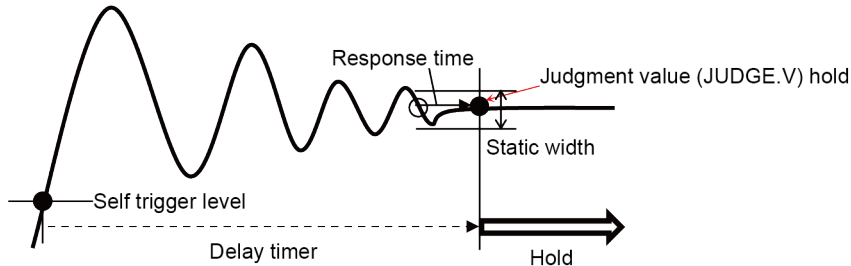 Response time
Judgment value (JUDGE.V) hold
Static width
Self trigger level
Delay timer
Hold